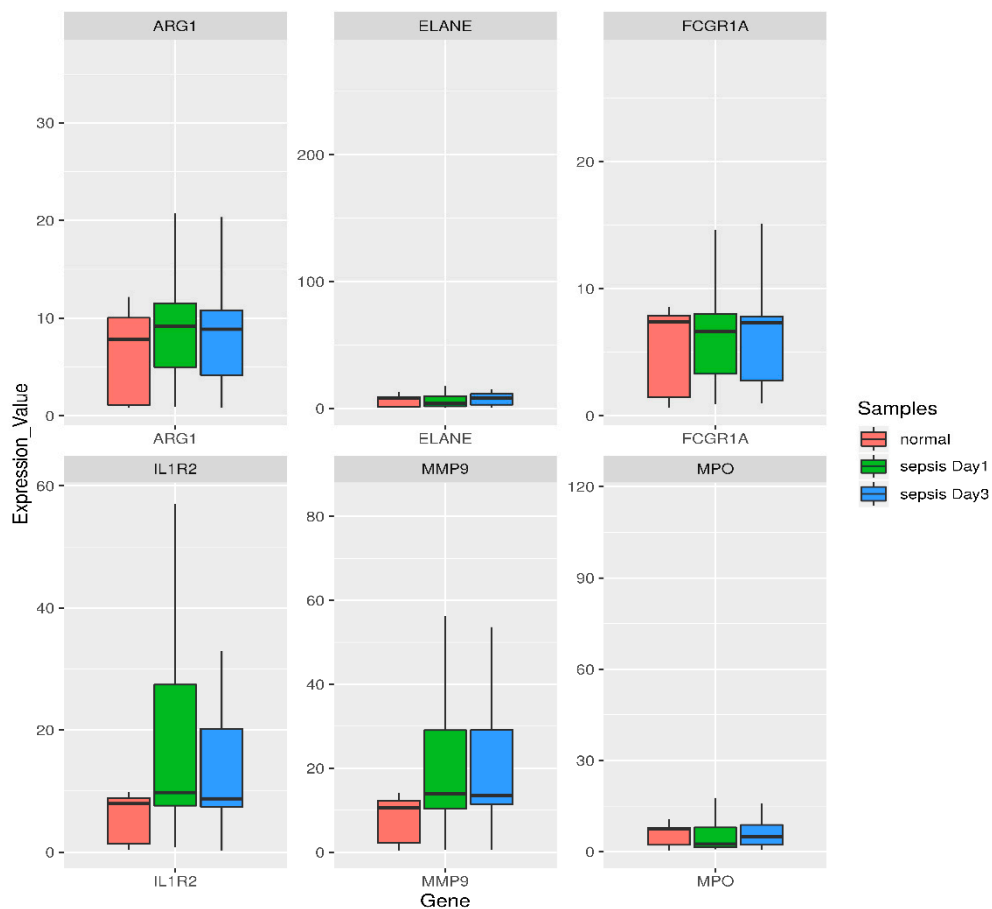 ARG1 ELANE FCGR1A
30
20
10
0
200
100
0
20
10
0
ARG1 ELANE FCGR1A
Expression_Value
IL1R2 MMP9 MPO
60
40
20
0
80
60
40
20
0
120
90
60
30
0
IL1R2 MMP9 MPO
Gene
Samples
normal
sepsis Day1
sepsis Day3